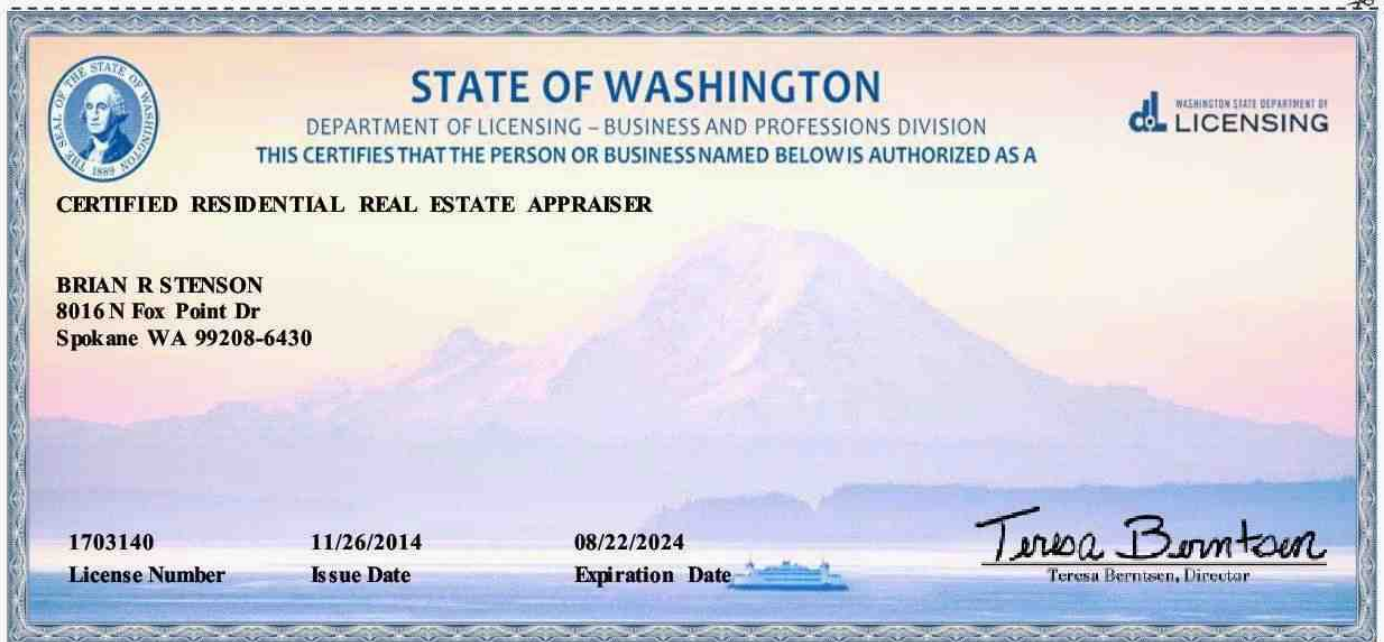 THE SEAL OF THE STATE OF WASHINGTON
1889
STATE OF WASHINGTON
DEPARTMENT OF LICENSING – BUSINESS AND PROFESSIONS DIVISION
THIS CERTIFIES THAT THE PERSON OR BUSINESS NAMED BELOW IS AUTHORIZED AS A
dol WASHINGTON STATE DEPARTMENT OF
LICENSING
CERTIFIED RESIDENTIAL REAL ESTATE APPRAISER
BRIAN R STENSON
8016 N Fox Point Dr
Spokane WA 99208-6430
1703140 11/26/2014 08/22/2024
License Number Issue Date Expiration Date
Teresa Berntsen
Teresa Berntsen, Director